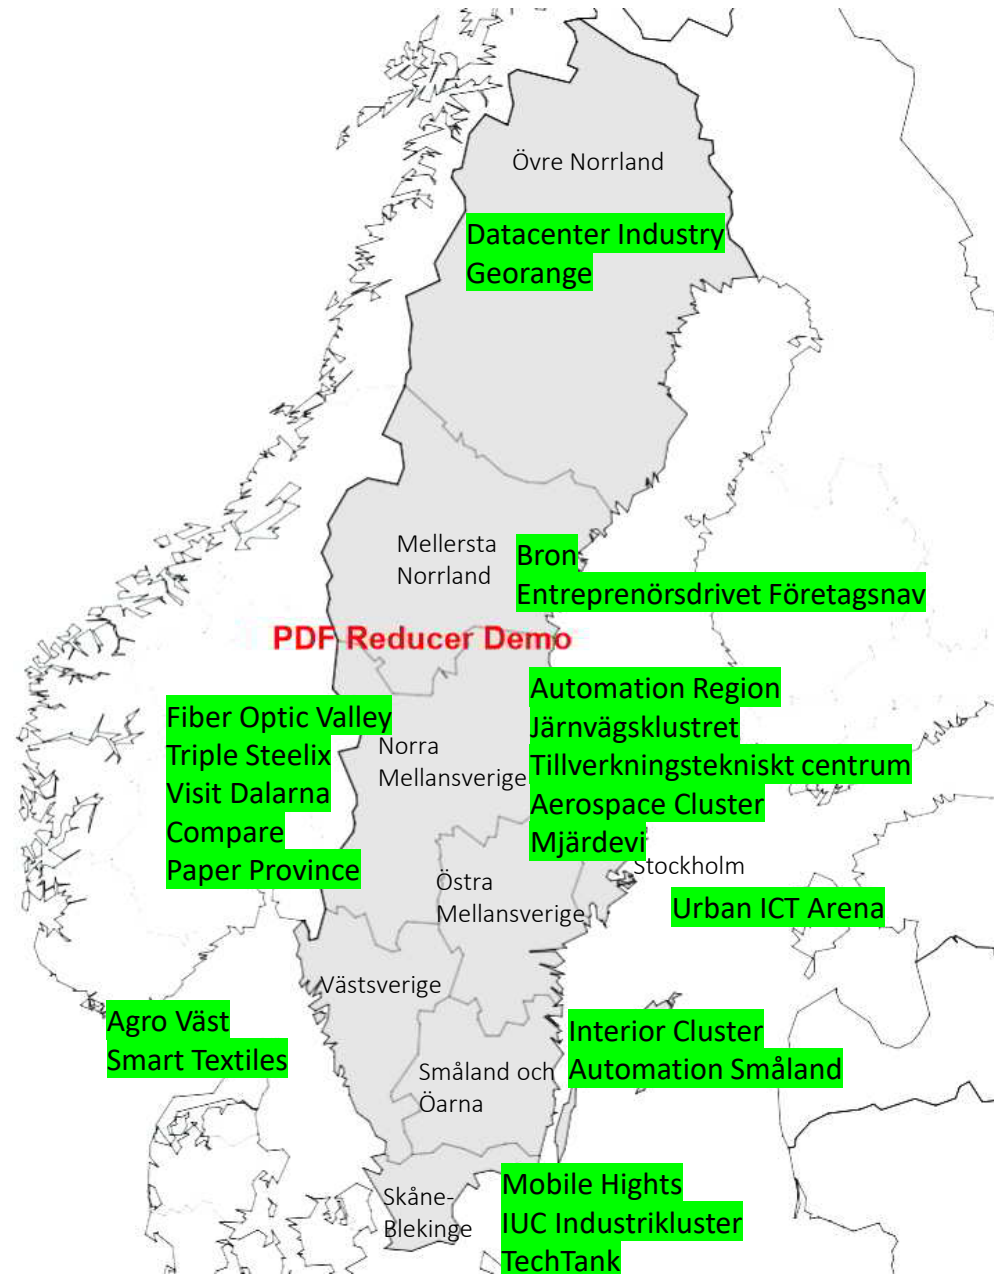 Övre Norrland
Datacenter Industry
Georange
Mellersta
Norrland
Bron
Entreprenörsdrivet Företagsnav
PDF Reducer Demo
Fiber Optic Valley
Triple Steelix
Visit Dalarna
Compare
Paper Province
Norra
Mellansverige
Automation Region
Järnvägsklustret
Tillverkningstekniskt centrum
Aerospace Cluster
Mjärdevi
Stockholm
Östra
Mellansverige
Urban ICT Arena
Västsverige
Agro Väst
Smart Textiles
Interior Cluster
Automation Småland
Småland och
Öarna
Skåne-
Blekinge
Mobile Hights
IUC Industrikluster
TechTank